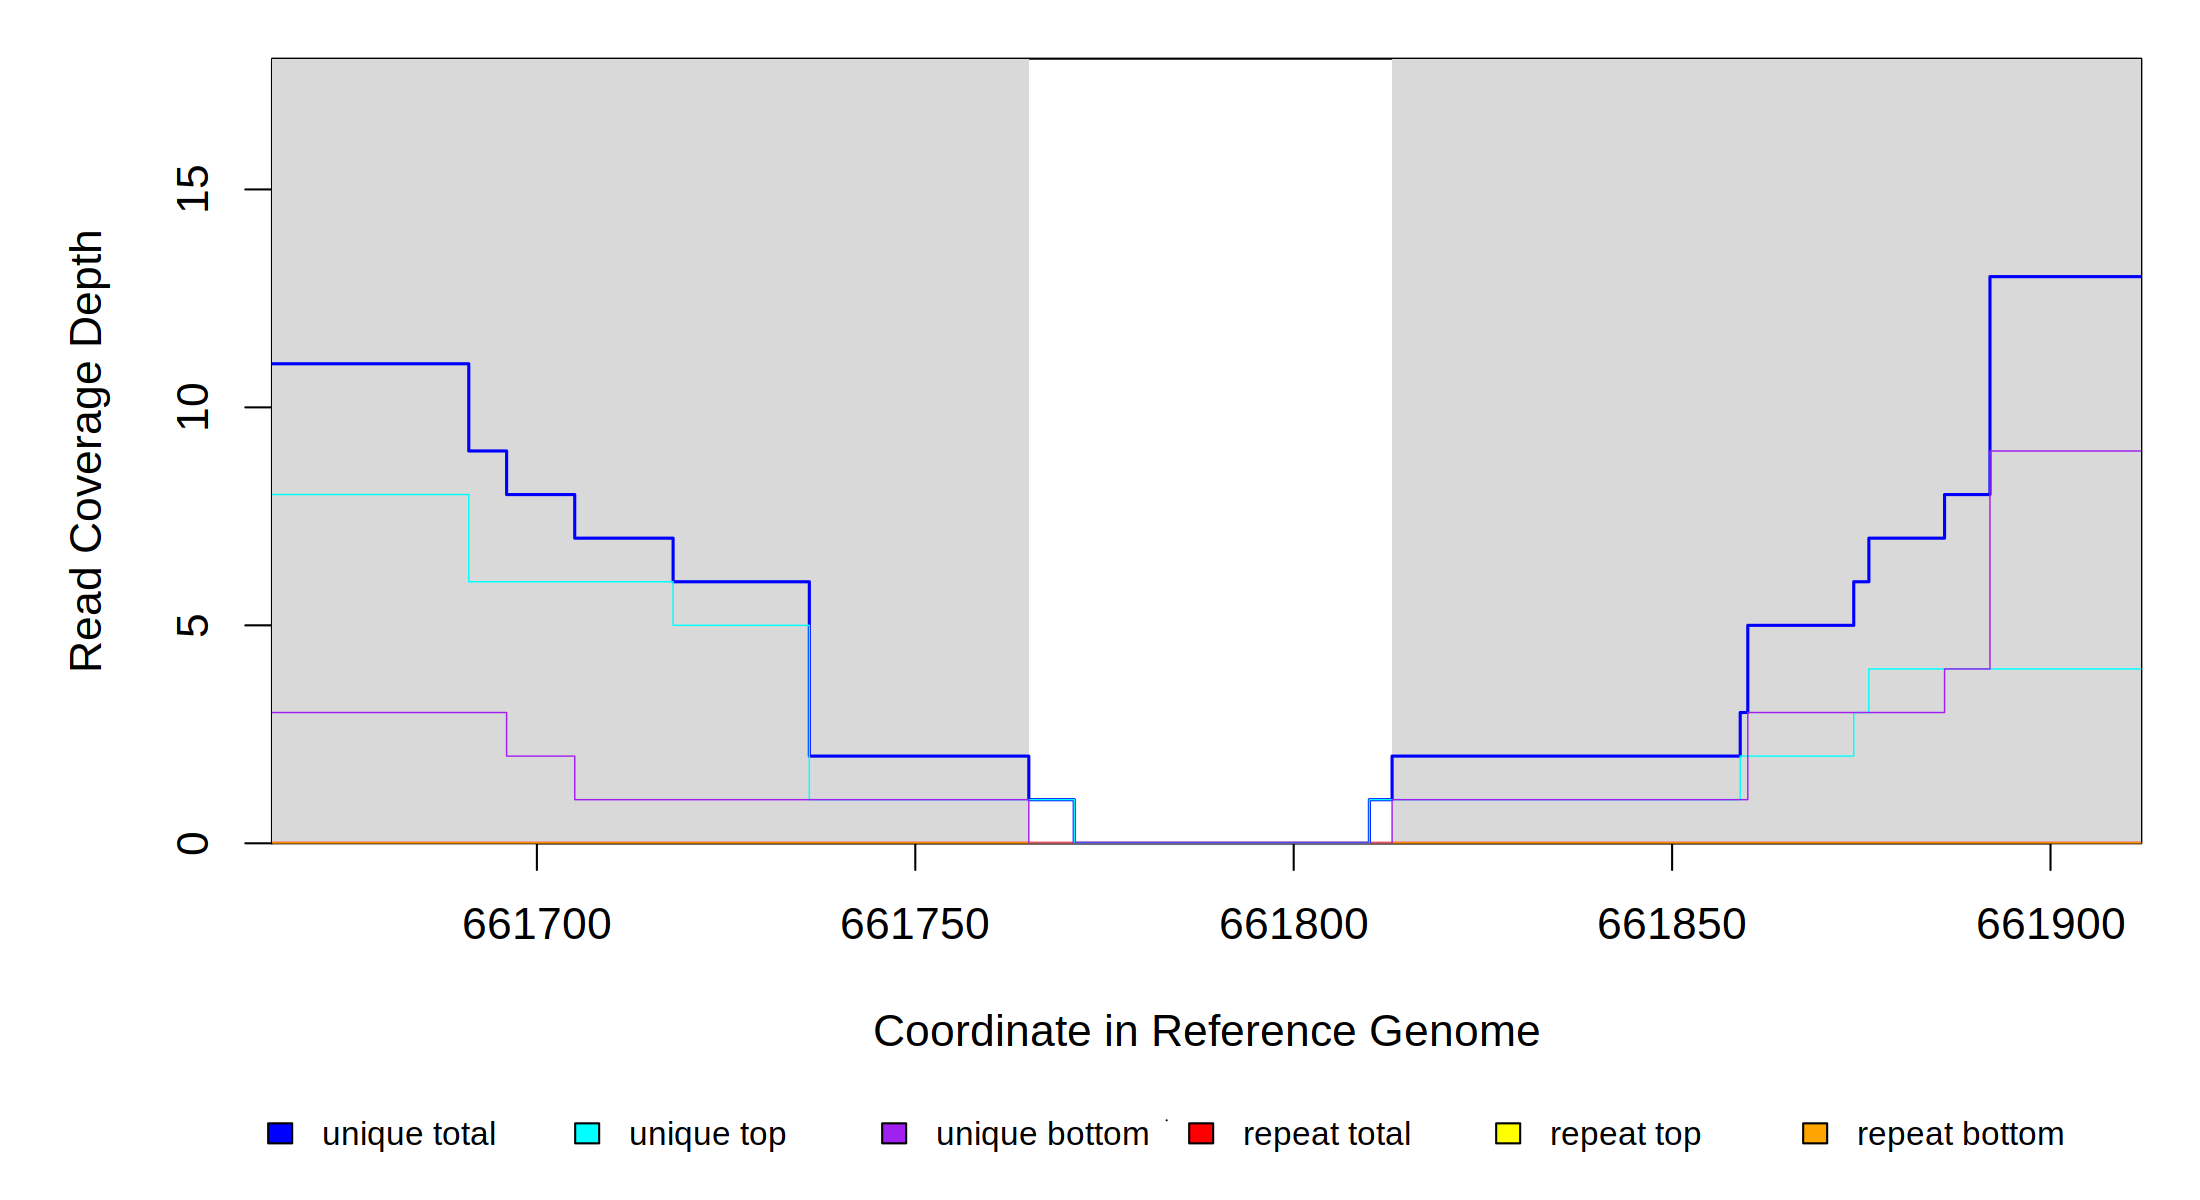 Read Coverage Depth
15
10
5
0
661700 661750 661800 661850 661900
Coordinate in Reference Genome
unique total unique top unique bottom repeat total repeat top repeat bottom